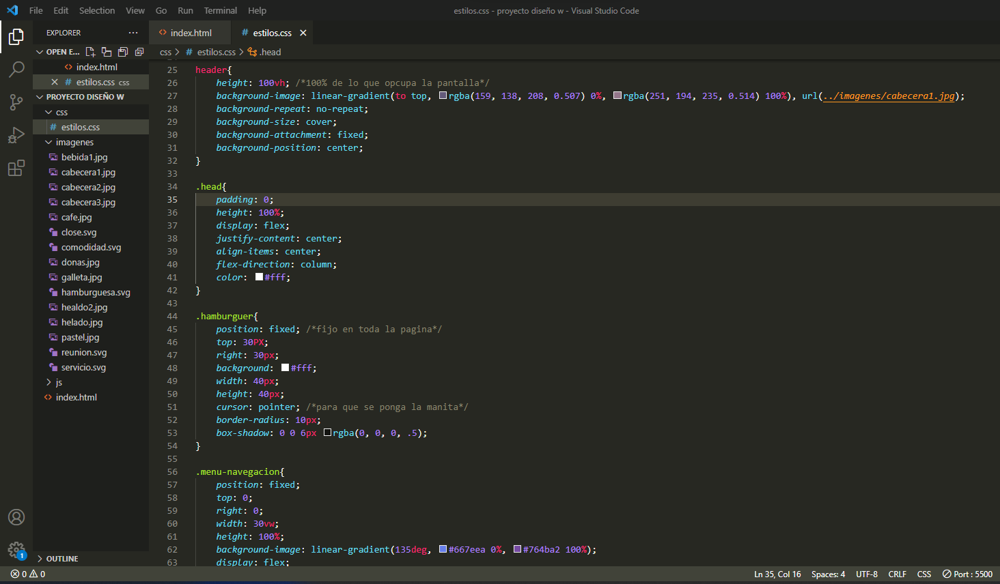 File Edit Selection View Go Run Terminal Help
estilos.css - proyecto diseño w - Visual Studio Code
EXPLORER
OPEN E...
index.html
estilos.css css
PROYECTO DISEÑO W
css
estilos.css
imagenes
bebida1.jpg
cabecera1.jpg
cabecera2.jpg
cabecera3.jpg
cafe.jpg
close.svg
comodidad.svg
donas.jpg
galleta.jpg
hamburguesa.svg
healdo2.jpg
helado.jpg
pastel.jpg
reunion.svg
servicio.svg
js
index.html
OUTLINE
index.html estilos.css
css > # estilos.css > .head
25 header{
26 height: 100vh; /*100% de lo que opcupa la pantalla*/
27 background-image: linear-gradient(to top, rgba(159, 138, 208, 0.507) 0%, rgba(251, 194, 235, 0.514) 100%), url(../imagenes/cabecera1.jpg);
28 background-repeat: no-repeat;
29 background-size: cover;
30 background-attachment: fixed;
31 background-position: center;
32 }
33
34 .head{
35 padding: 0;
36 height: 100%;
37 display: flex;
38 justify-content: center;
39 align-items: center;
40 flex-direction: column;
41 color: #fff;
42 }
43
44 .hamburguer{
45 position: fixed; /*fijo en toda la pagina*/
46 top: 30PX;
47 right: 30px;
48 background: #fff;
49 width: 40px;
50 height: 40px;
51 cursor: pointer; /*para que se ponga la manita*/
52 border-radius: 10px;
53 box-shadow: 0 0 6px rgba(0, 0, 0, .5);
54 }
55
56 .menu-navegacion{
57 position: fixed;
58 top: 0;
59 right: 0;
60 width: 30vw;
61 height: 100%;
62 background-image: linear-gradient(135deg, #667eea 0%, #764ba2 100%);
63 display: flex;
1
0 0 Ln 35, Col 16 Spaces: 4 UTF-8 CRLF CSS Port : 5500